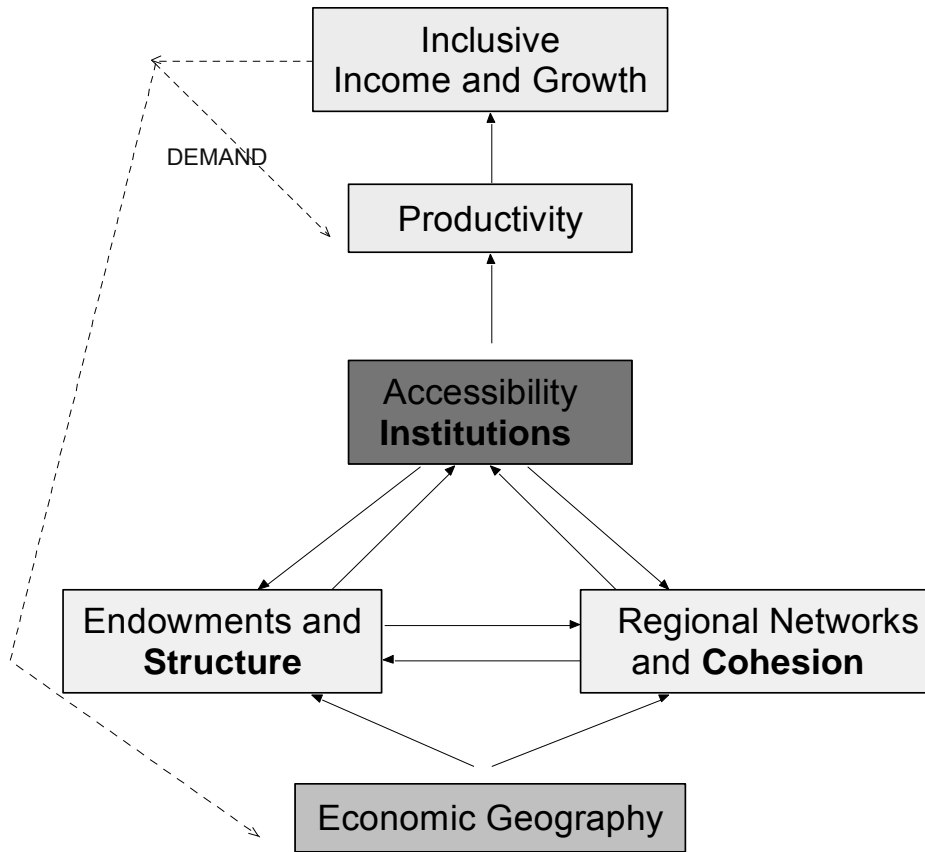 Inclusive
Income and Growth
DEMAND
Productivity
Accessibility
Institutions
Endowments and
Structure
Regional Networks
and Cohesion
Economic Geography